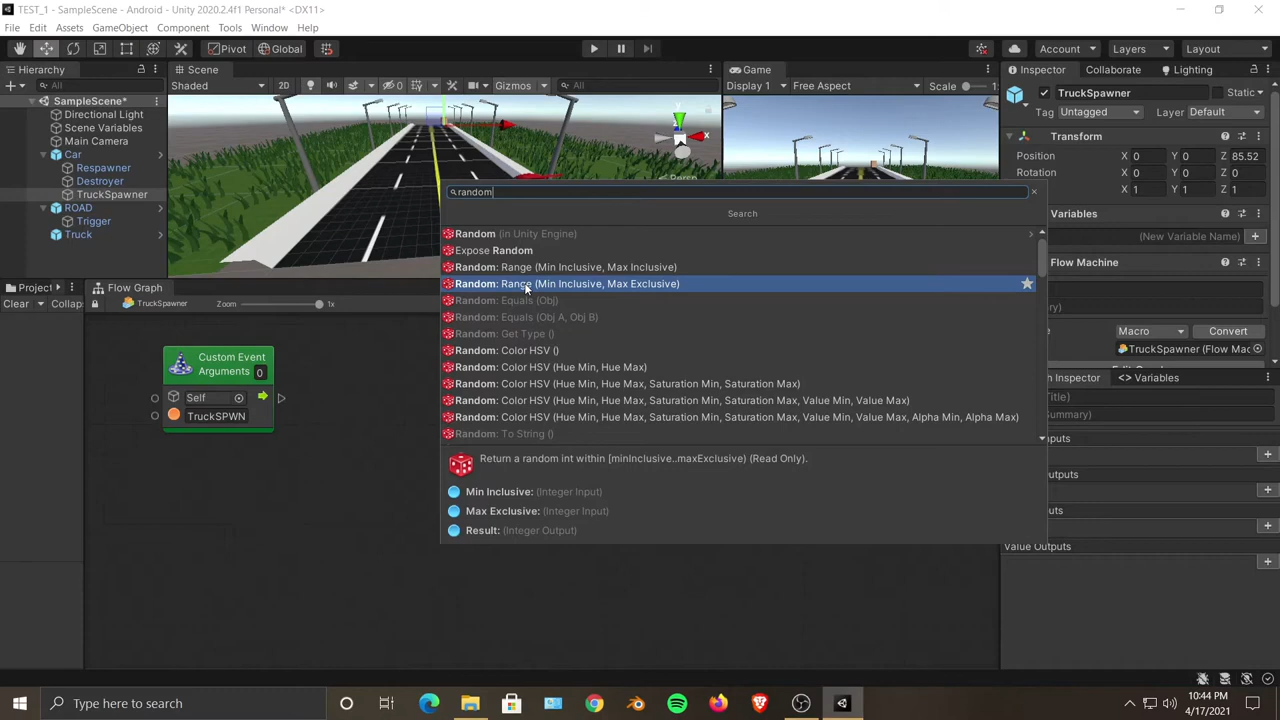 TEST_1 - SampleScene - Android - Unity 2020.2.4f1 Personal* <DX11>
File Edit Assets GameObject Component Tools Window Help
Pivot Global Account Layers Layout
Hierarchy Scene Game Inspector Collaborate Lighting
All Shaded 2D 0 Gizmos All Display 1 Free Aspect Scale TruckSpawner Static
SampleScene*
Directional Light
Scene Variables
Main Camera
Car
Respawner
Destroyer
TruckSpawner
ROAD
Trigger
Truck
y
x
Persp
Tag Untagged Layer Default
Transform
Position X 0 Y 0 Z 85.52
Rotation X 0 Y 0 Z 0
X 1 Y 1 Z 1
Variables
(New Variable Name)
Flow Machine
Macro Convert
TruckSpawner (Flow Mac
Inspector Variables
Title)
Summary)
Value Outputs
random
Search
Random (in Unity Engine)
Expose Random
Random: Range (Min Inclusive, Max Inclusive)
Random: Range (Min Inclusive, Max Exclusive)
Random: Equals (Obj)
Random: Equals (Obj A, Obj B)
Random: Get Type ()
Random: Color HSV ()
Random: Color HSV (Hue Min, Hue Max)
Random: Color HSV (Hue Min, Hue Max, Saturation Min, Saturation Max)
Random: Color HSV (Hue Min, Hue Max, Saturation Min, Saturation Max, Value Min, Value Max)
Random: Color HSV (Hue Min, Hue Max, Saturation Min, Saturation Max, Value Min, Value Max, Alpha Min, Alpha Max)
Random: To String ()
Return a random int within [minInclusive..maxExclusive) (Read Only).
Min Inclusive: (Integer Input)
Max Exclusive: (Integer Input)
Result: (Integer Output)
Project Flow Graph
Clear Collaps TruckSpawner Zoom 1x
Custom Event
Arguments 0
Self
TruckSPWN
Type here to search
10:44 PM
4/17/2021